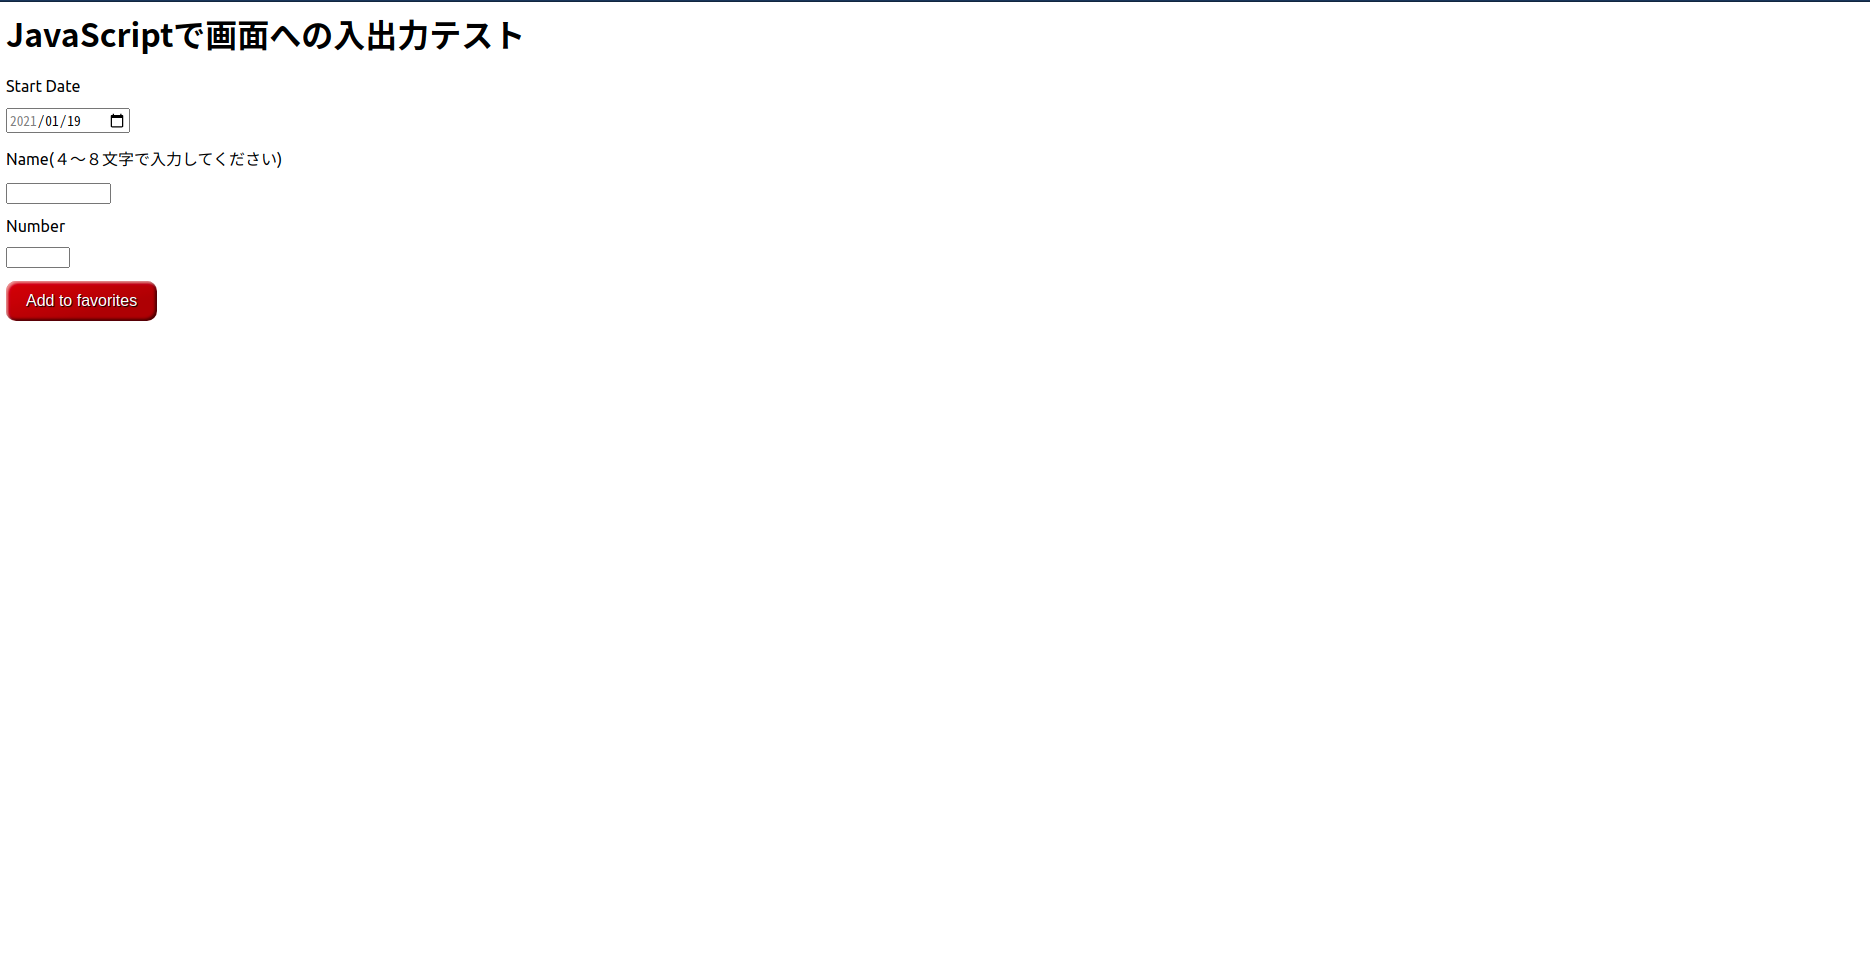 JavaScriptで画面への入出力テスト
Start Date
2021/01/19
Name(４～８文字で入力してください)
Number
Add to favorites